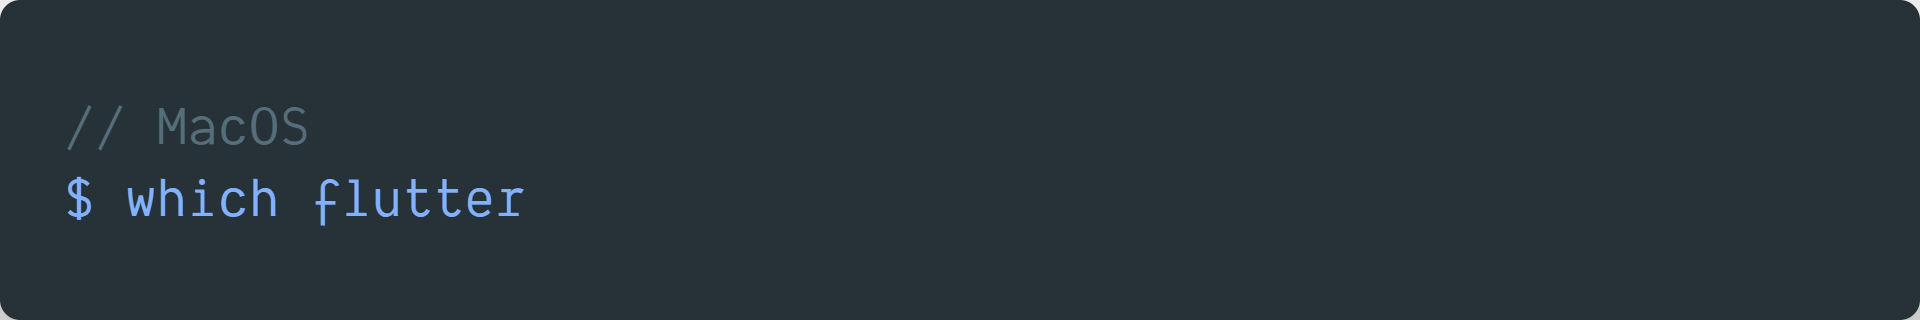 // MacOS
$ which flutter